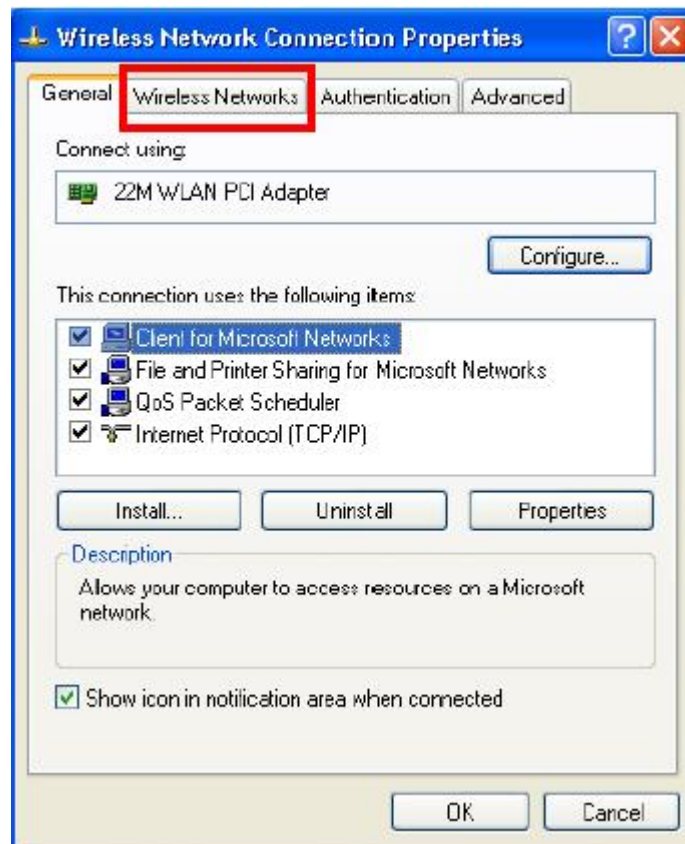 Wireless Network Connection Properties
General Wireless Networks Authentication Advanced
Connect using:
22M WLAN PCI Adapter
Configure...
This connection uses the following items:
Client for Microsoft Networks
File and Printer Sharing for Microsoft Networks
QoS Packet Scheduler
Internet Protocol (TCP/IP)
Install... Uninstall Properties
Description
Allows your computer to access resources on a Microsoft
network.
Show icon in notification area when connected
OK Cancel